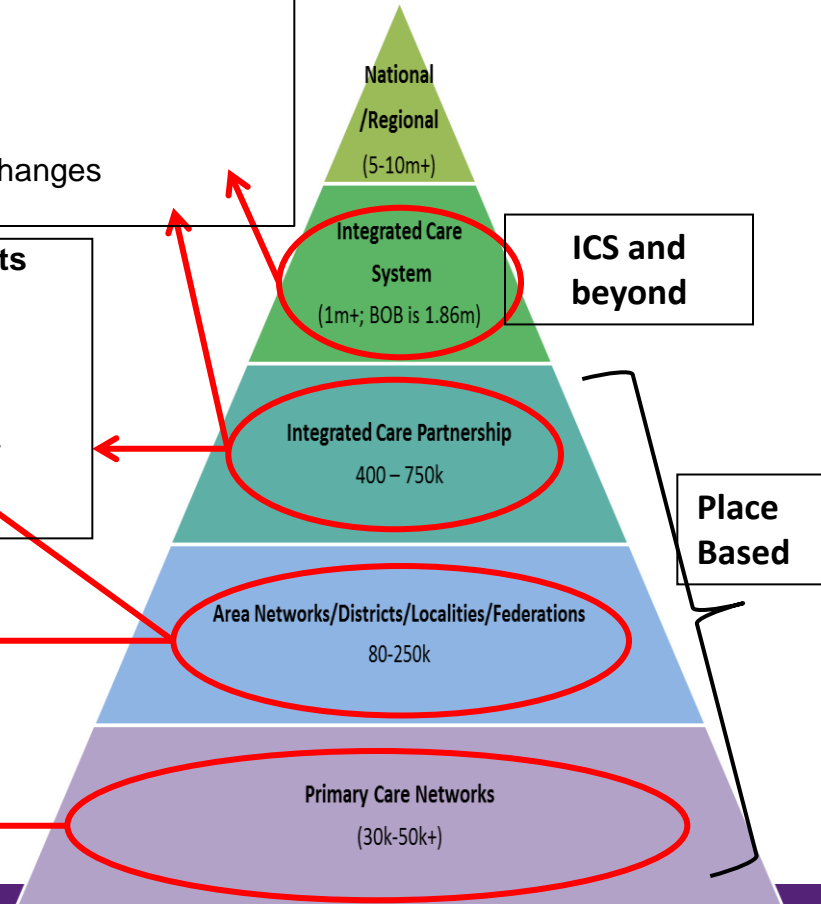 hanges
ts
National
/Regional
(5-10m+)
Integrated Care
System
(1m+; BOB is 1.86m)
ICS and
beyond
Integrated Care Partnership
400 – 750k
Place
Based
Area Networks/Districts/Localities/Federations
80-250k
Primary Care Networks
(30k-50k+)